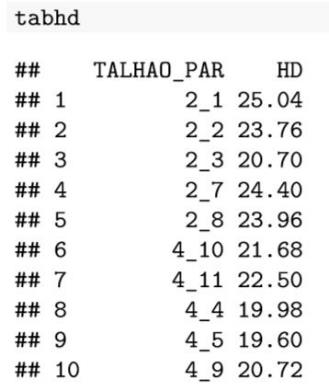 tabhd
##    TALHAO_PAR    HD
## 1         2_1 25.04
## 2         2_2 23.76
## 3         2_3 20.70
## 4         2_7 24.40
## 5         2_8 23.96
## 6        4_10 21.68
## 7        4_11 22.50
## 8         4_4 19.98
## 9         4_5 19.60
## 10        4_9 20.72